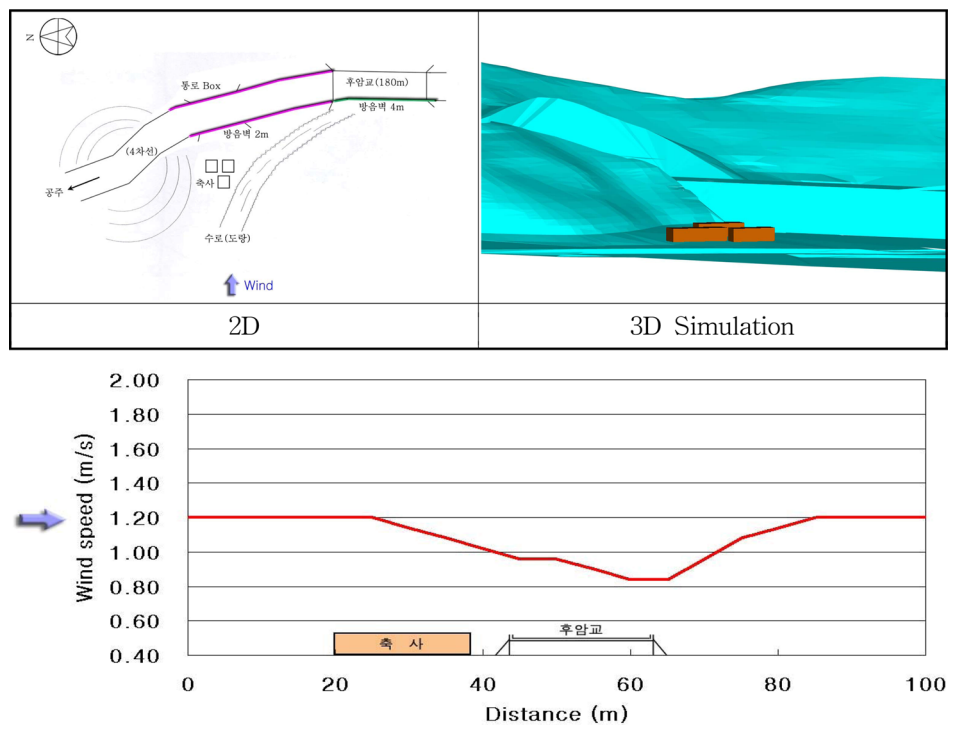 N
통로 Box
후암교(180m)
방음벽 4m
방음벽 2m
(4차선)
축사
공주
수로(도랑)
Wind
2D
3D Simulation
2.00
1.80
1.60
1.40
1.20
1.00
0.80
0.60
0.40
Wind speed (m/s)
축 사
후암교
0 20 40 60 80 100
Distance (m)